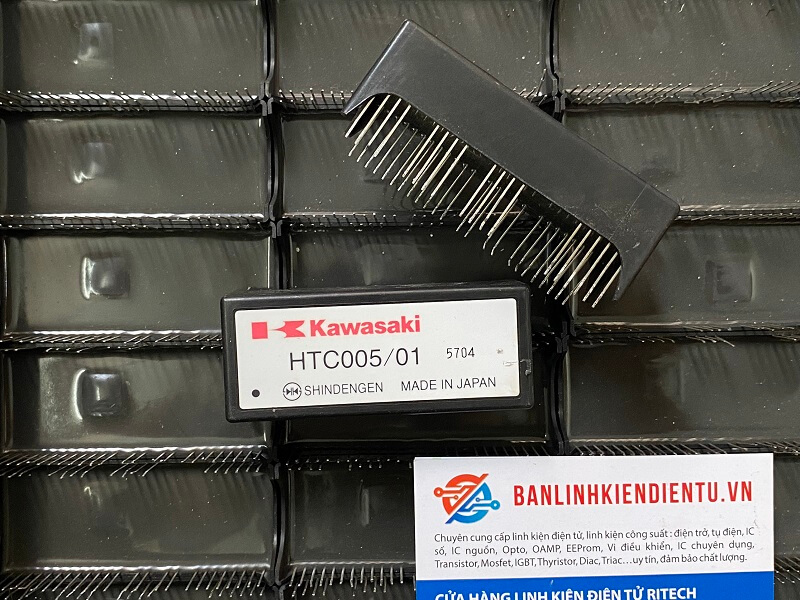 Kawasaki
HTC005/01 5704
SHINDENGEN MADE IN JAPAN
BANLINHKIENDIENTU.VN
Chuyên cung cấp linh kiện điện tử, linh kiện công suất : điện trở, tụ điện, IC
số, IC nguồn, Opto, OAMP, EEProm, Vi điều khiển, IC chuyên dụng,
Transistor, Mosfet, IGBT, Thyristor, Diac, Triac...uy tín, đảm bảo chất lượng.
CỬA HÀNG LINH KIỆN ĐIỆN TỬ RITECH